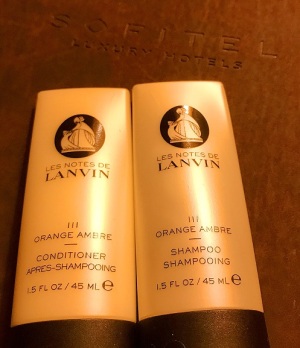 SOFITEL
LUXURY HOTELS
LES NOTES DE
LANVIN
III
ORANGE AMBRE
CONDITIONER
APRES-SHAMPOOING
1.5 FL OZ / 45 ML e
LES NOTES DE
LANVIN
III
ORANGE AMBRE
SHAMPOO
SHAMPOOING
1.5 FL OZ / 45 ML e